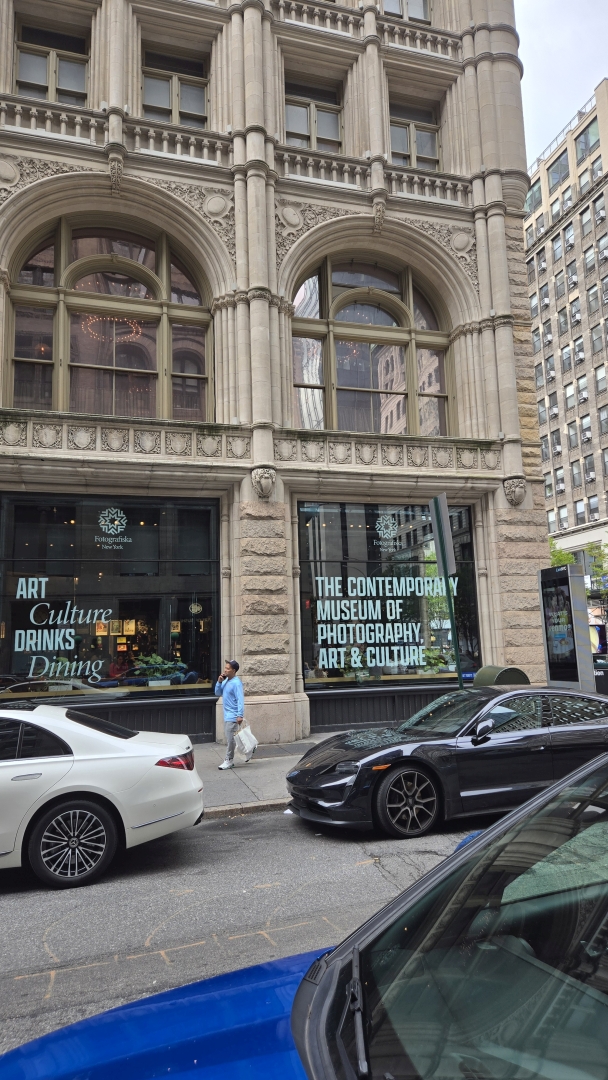 Fotografiska
New York
ART
Culture
DRINKS
Dining
Fotografiska
New York
THE CONTEMPORARY
MUSEUM OF
PHOTOGRAPHY,
ART & CULTURE